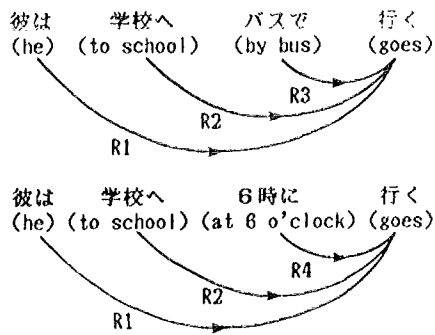 彼は 学校へ バスで 行く
(he) (to school) (by bus) (goes)
R3
R2
R1
彼は 学校へ 6時に 行く
(he) (to school) (at 6 o'clock) (goes)
R4
R2
R1